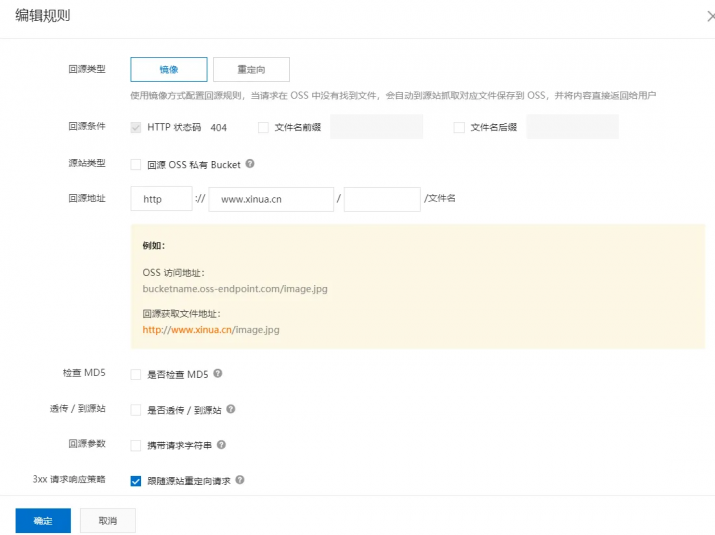 编辑规则
回源类型 镜像 重定向
使用镜像方式配置回源规则，当请求在 OSS 中没有找到文件，会自动到源站抓取对应文件保存到 OSS，并将内容直接返回给用户
回源条件 HTTP 状态码 404 文件名前缀 文件名后缀
源站类型 回源 OSS 私有 Bucket
回源地址 http :// www.xinua.cn / /文件名
例如：
OSS 访问地址：
bucketname.oss-endpoint.com/image.jpg
回源获取文件地址：
http://www.xinua.cn/image.jpg
检查 MD5 是否检查 MD5
透传 / 到源站 是否透传 / 到源站
回源参数 携带请求字符串
3xx 请求响应策略 跟随源站重定向请求
确定 取消